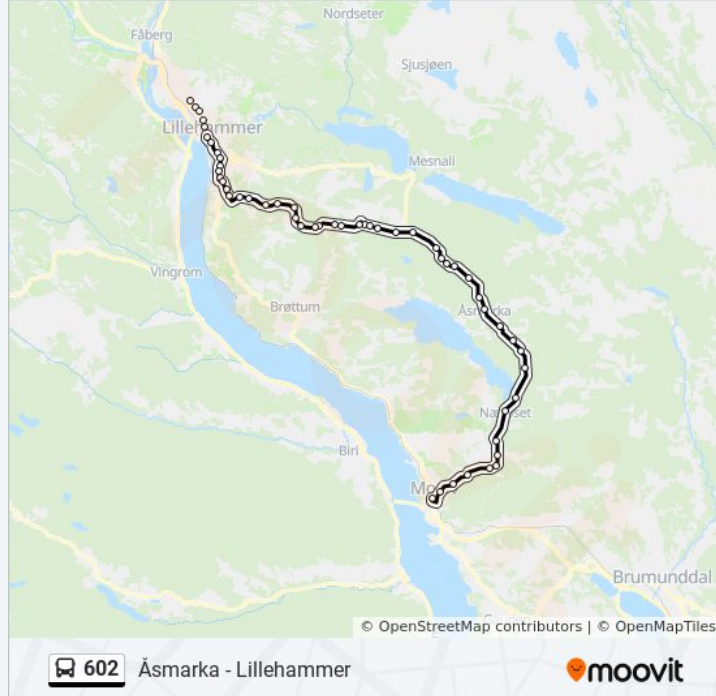 Nordseter
Fåberg
Sjusjøen
Lillehammer
Mesnali
Vingrom
Åsmarka
Brøttum
Biri
Brumunddal
© OpenStreetMap contributors | © OpenMapTiles
602 Åsmarka - Lillehammer
moovit